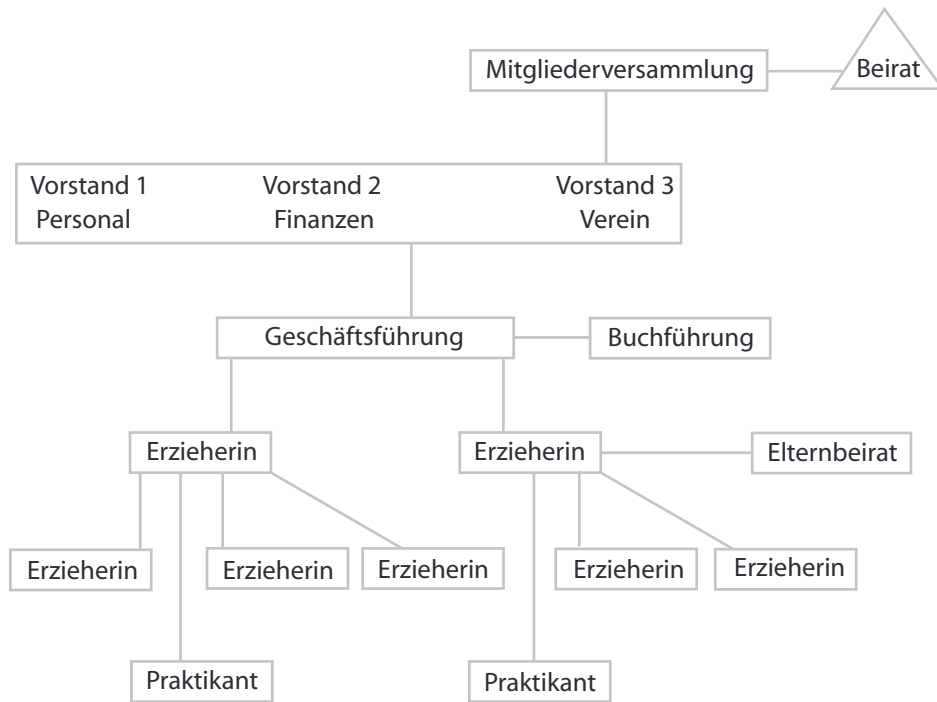 Beirat
Mitgliederversammlung
Vorstand 1
Personal
Vorstand 2
Finanzen
Vorstand 3
Verein
Geschäftsführung
Buchführung
Erzieherin
Erzieherin
Elternbeirat
Erzieherin
Erzieherin
Erzieherin
Erzieherin
Erzieherin
Praktikant
Praktikant